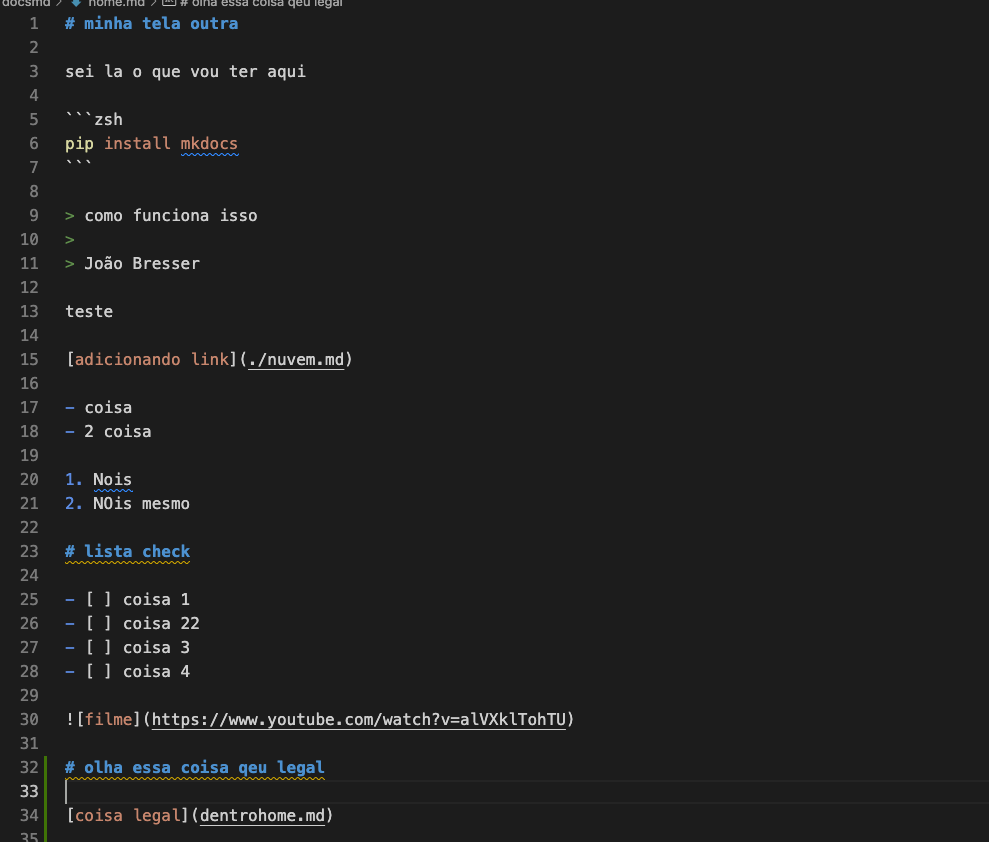 docsmd > home.md > # olha essa coisa qeu legal
1 # minha tela outra
2
3 sei la o que vou ter aqui
4
5 ```zsh
6 pip install mkdocs
7 ```
8
9 > como funciona isso
10 >
11 > João Bresser
12
13 teste
14
15 [adicionando link](./nuvem.md)
16
17 - coisa
18 - 2 coisa
19
20 1. Nois
21 2. NOis mesmo
22
23 # lista check
24
25 - [ ] coisa 1
26 - [ ] coisa 22
27 - [ ] coisa 3
28 - [ ] coisa 4
29
30 ![filme](https://www.youtube.com/watch?v=alVXklTohTU)
31
32 # olha essa coisa qeu legal
33
34 [coisa legal](dentrohome.md)
35